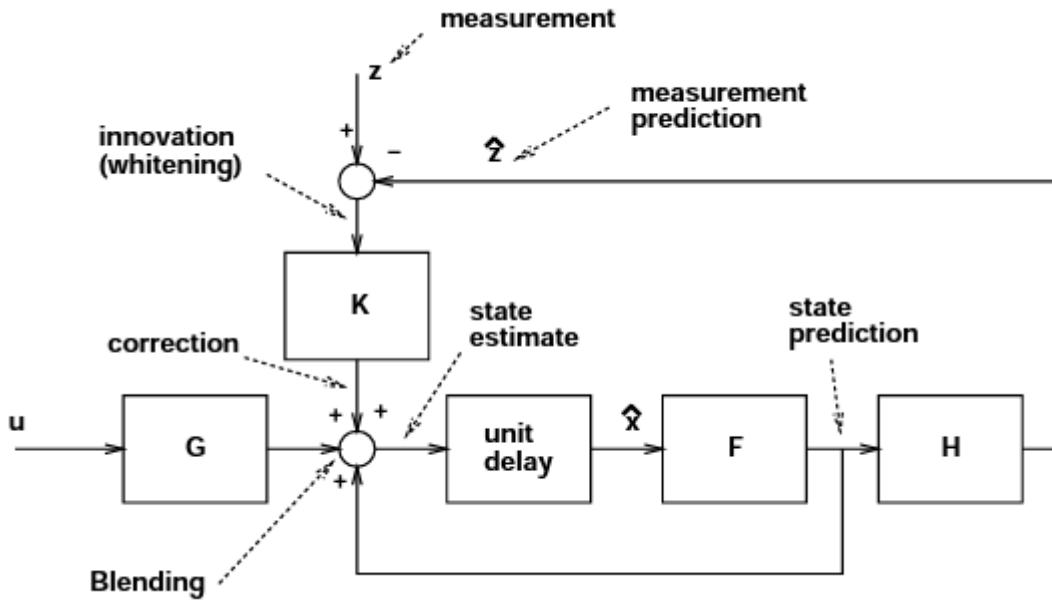 measurement
z
measurement
prediction
+
innovation
(whitening)
−
ẑ
K
state
estimate
state
prediction
correction
+
+
u
G
unit
delay
x̂
F
H
+
Blending